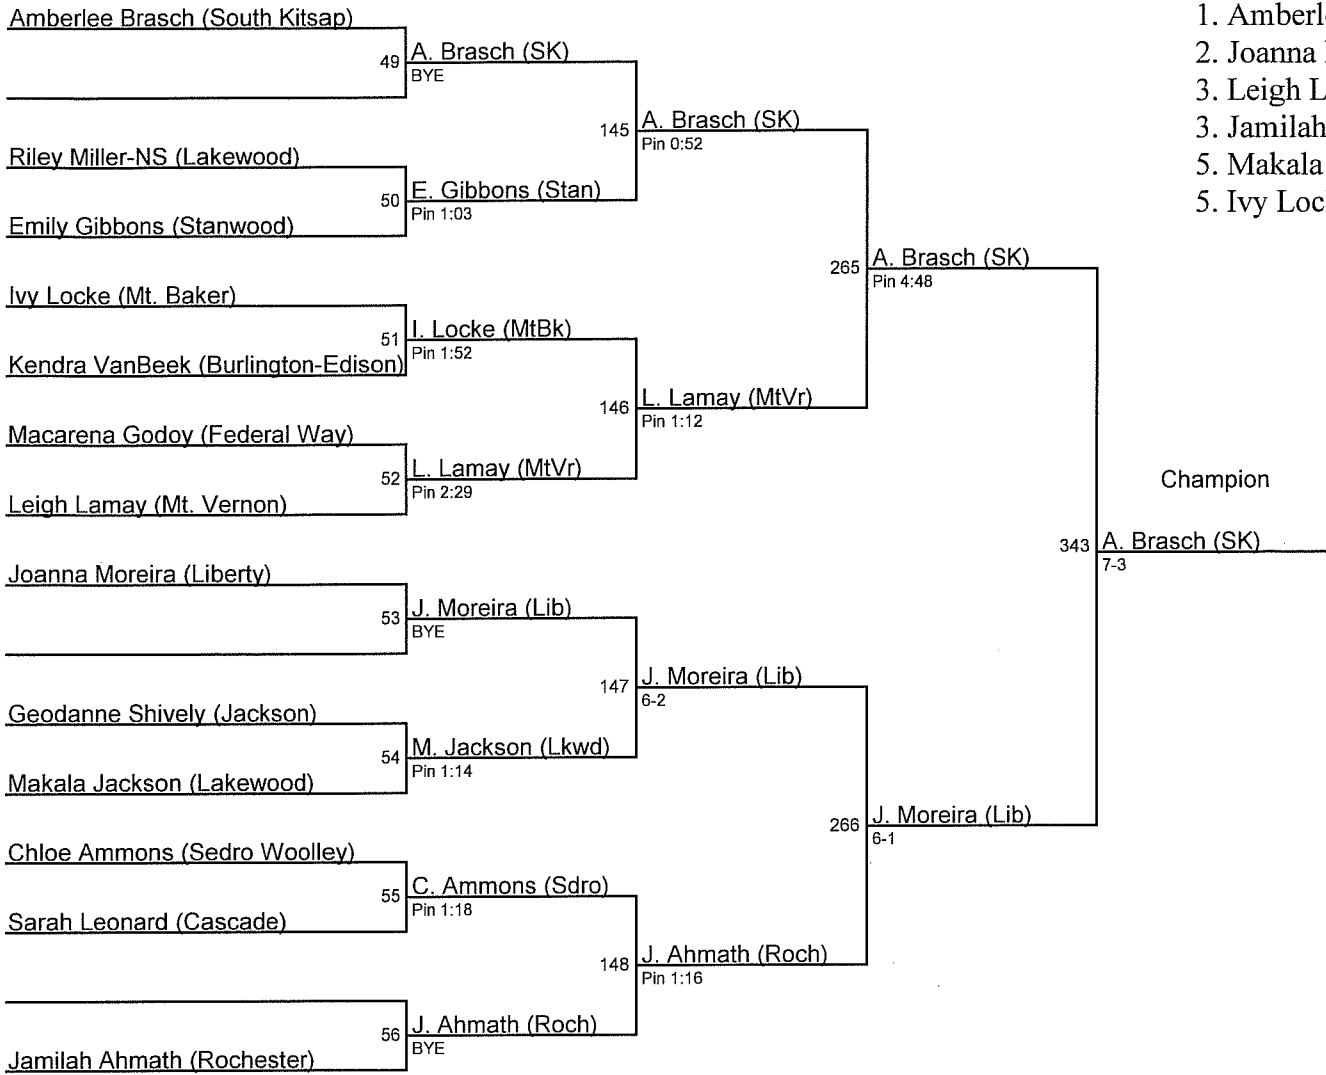 Amberlee Brasch (South Kitsap)
49 A. Brasch (SK)
BYE
145 A. Brasch (SK)
Pin 0:52
Riley Miller-NS (Lakewood)
50 E. Gibbons (Stan)
Pin 1:03
Emily Gibbons (Stanwood)
265 A. Brasch (SK)
Pin 4:48
Ivy Locke (Mt. Baker)
51 I. Locke (MtBk)
Pin 1:52
Kendra VanBeek (Burlington-Edison)
146 L. Lamay (MtVr)
Pin 1:12
Macarena Godoy (Federal Way)
52 L. Lamay (MtVr)
Pin 2:29
Leigh Lamay (Mt. Vernon)
Champion
343 A. Brasch (SK)
7-3
Joanna Moreira (Liberty)
53 J. Moreira (Lib)
BYE
147 J. Moreira (Lib)
6-2
Geodanne Shively (Jackson)
54 M. Jackson (Lkwd)
Pin 1:14
Makala Jackson (Lakewood)
266 J. Moreira (Lib)
6-1
Chloe Ammons (Sedro Woolley)
55 C. Ammons (Sdro)
Pin 1:18
Sarah Leonard (Cascade)
148 J. Ahmath (Roch)
Pin 1:16
56 J. Ahmath (Roch)
BYE
Jamilah Ahmath (Rochester)
1. Amberl
2. Joanna
3. Leigh L
3. Jamilah
5. Makala
5. Ivy Loc